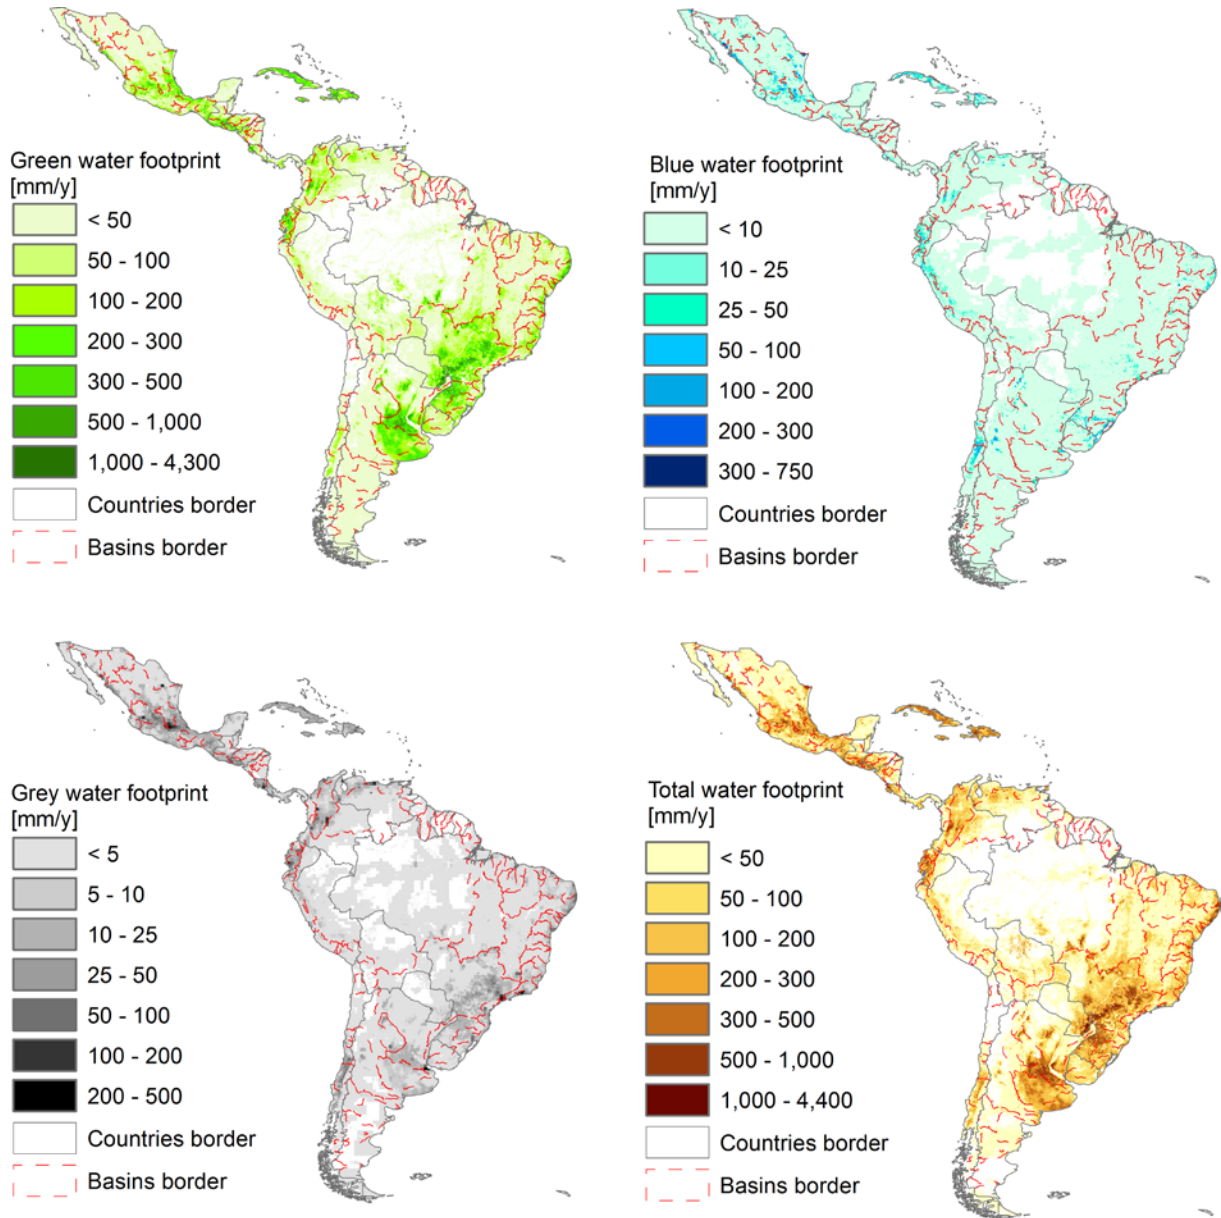 Green water footprint
[mm/y]
< 50
50 - 100
100 - 200
200 - 300
300 - 500
500 - 1,000
1,000 - 4,300
Countries border
Basins border
Blue water footprint
[mm/y]
< 10
10 - 25
25 - 50
50 - 100
100 - 200
200 - 300
300 - 750
Countries border
Basins border
Grey water footprint
[mm/y]
< 5
5 - 10
10 - 25
25 - 50
50 - 100
100 - 200
200 - 500
Countries border
Basins border
Total water footprint
[mm/y]
< 50
50 - 100
100 - 200
200 - 300
300 - 500
500 - 1,000
1,000 - 4,400
Countries border
Basins border